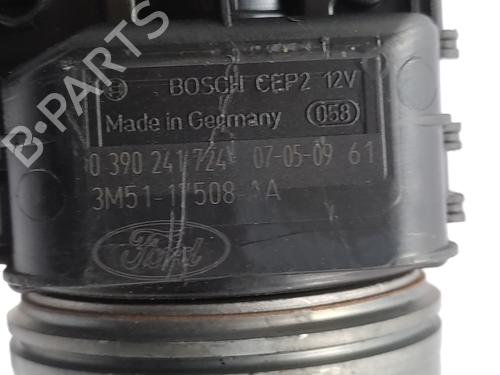 B-PARTS
BOSCH CEP2 12V
Made in Germany 058
0 390 241 724 07-05-09 61
3M51-17508- A
Ford